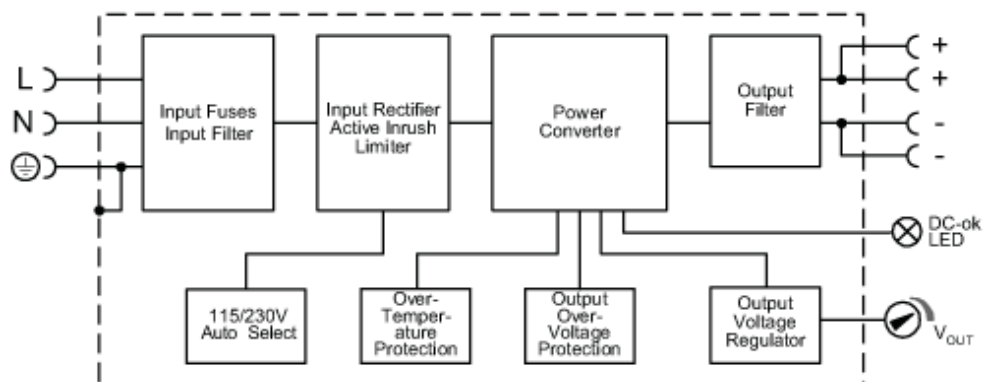 L
N
Input Fuses
Input Filter
Input Rectifier
Active Inrush
Limiter
Power
Converter
Output
Filter
+
+
-
-
DC-ok
LED
115/230V
Auto Select
Over-
Temper-
ature
Protection
Output
Over-
Voltage
Protection
Output
Voltage
Regulator
VOUT